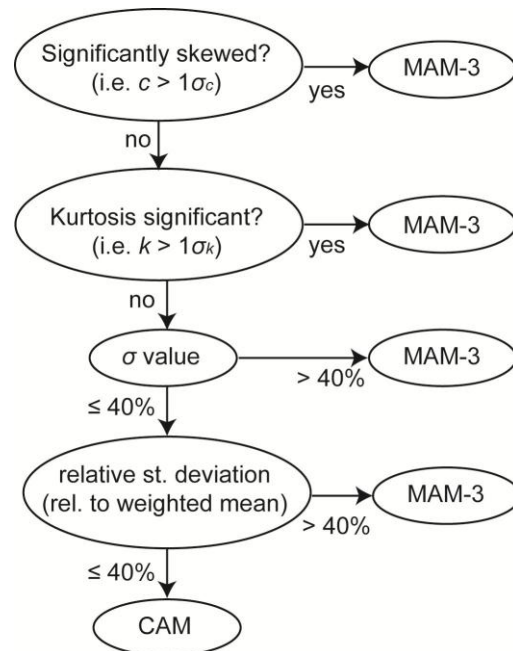 Significantly skewed?
(i.e. c > 1σc)
MAM-3
yes
no
Kurtosis significant?
(i.e. k > 1σk)
MAM-3
yes
no
σ value
MAM-3
> 40%
≤ 40%
relative st. deviation
(rel. to weighted mean)
MAM-3
> 40%
≤ 40%
CAM